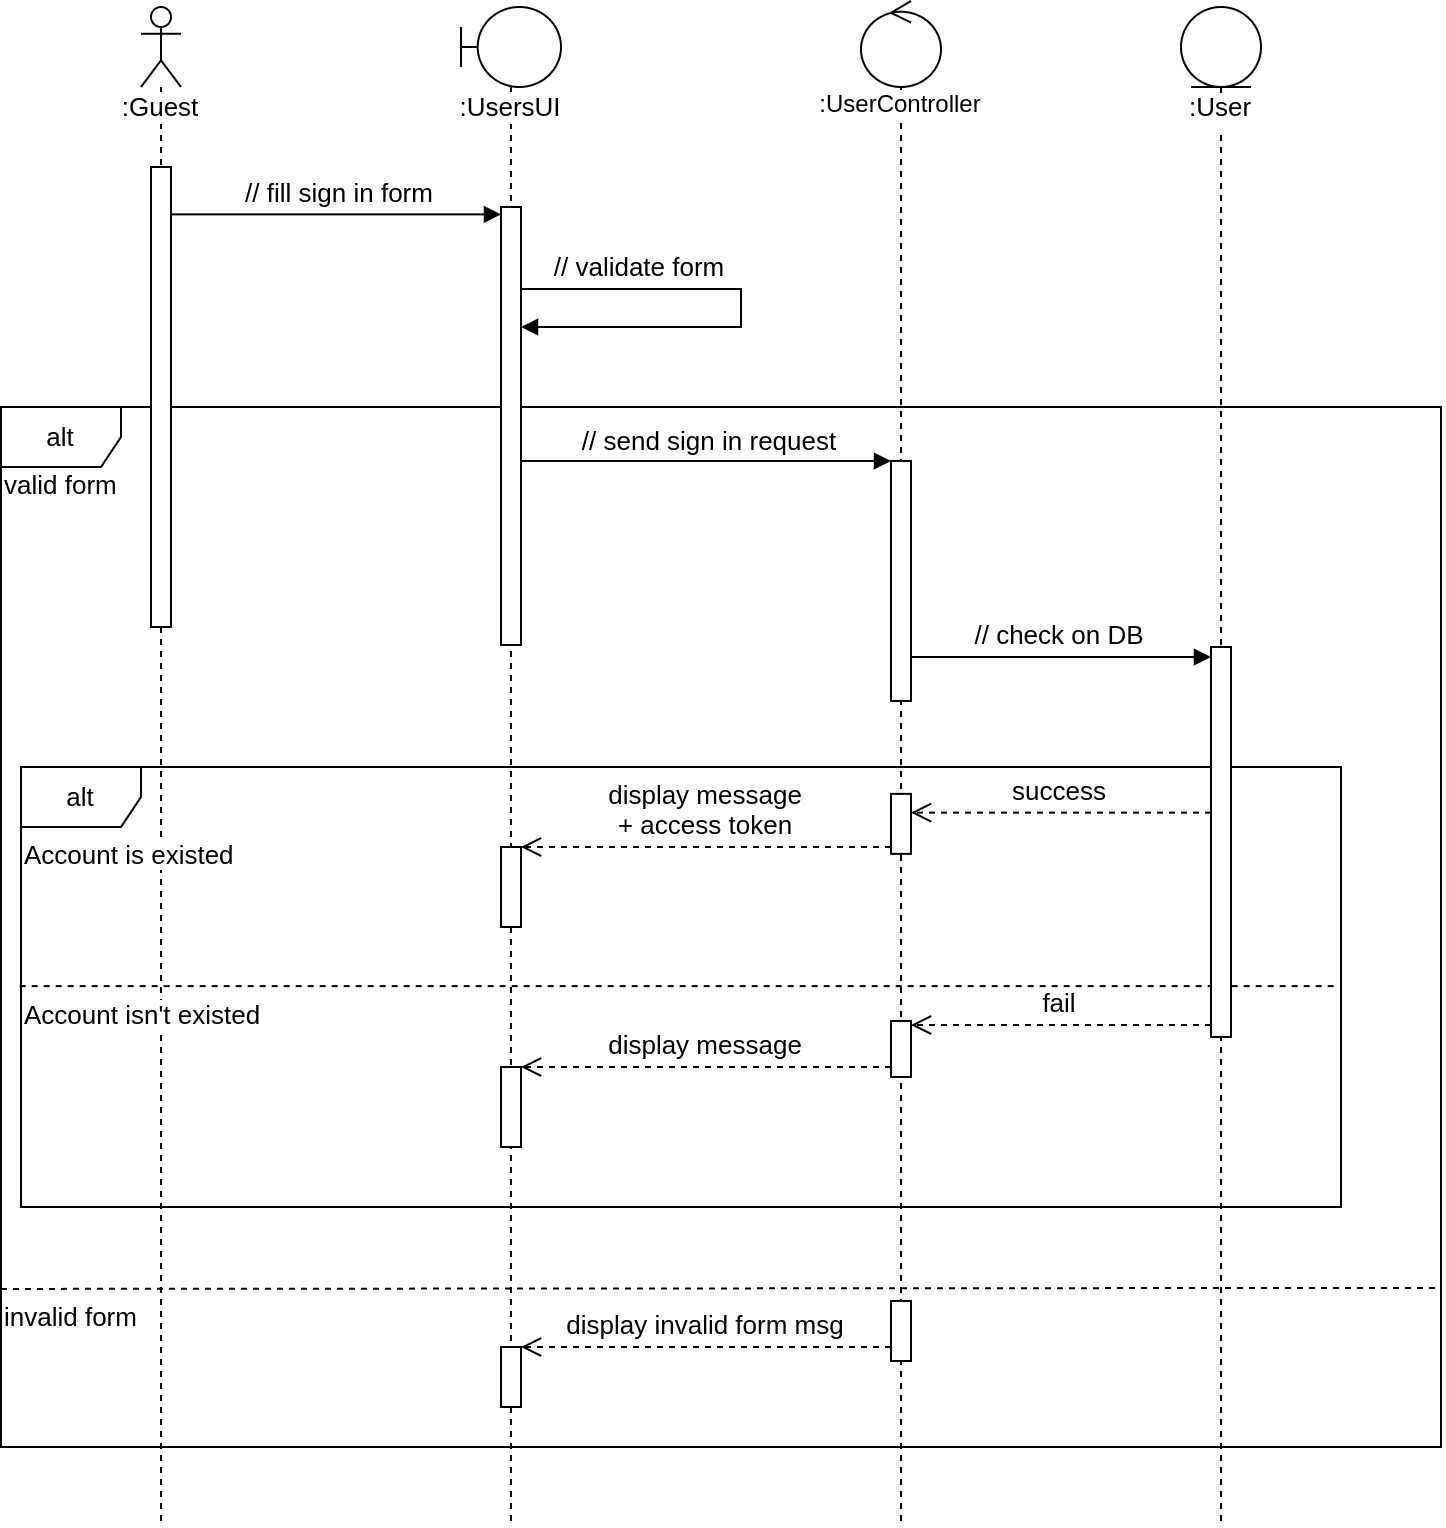 :Guest
:UsersUI
:UserController
:User
// fill sign in form
// validate form
alt
// send sign in request
valid form
// check on DB
alt
display message
+ access token
success
Account is existed
Account isn't existed
fail
display message
invalid form
display invalid form msg